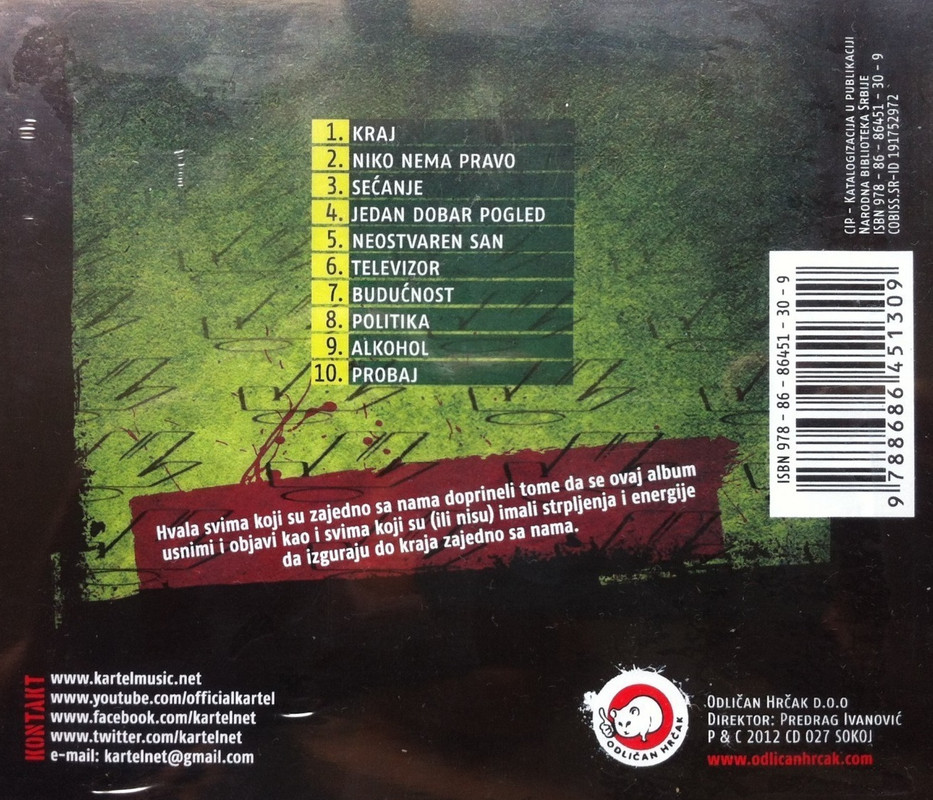 1. KRAJ
2. NIKO NEMA PRAVO
3. SEĆANJE
4. JEDAN DOBAR POGLED
5. NEOSTVAREN SAN
6. TELEVIZOR
7. BUDUĆNOST
8. POLITIKA
9. ALKOHOL
10. PROBAJ
CIP - KATALOGIZACIJA U PUBLIKACIJI
NARODNA BIBLIOTEKA SRBIJE
ISBN 978 - 86 - 86451 - 30 - 9
COBISS.SR-ID 191752972
ISBN 978 - 86 - 86451 - 30 - 9
9 788686 451309
Hvala svima koji su zajedno sa nama doprineli tome da se ovaj album
usnimi i objavi kao i svima koji su (ili nisu) imali strpljenja i energije
da izguraju do kraja zajedno sa nama.
KONTAKT
www.kartelmusic.net
www.youtube.com/officialkartel
www.facebook.com/kartelnet
www.twitter.com/kartelnet
e-mail: kartelnet@gmail.com
ODLIČAN HRČAK
ODLIČAN HRČAK D.O.O
DIREKTOR: PREDRAG IVANOVIĆ
P & C 2012 CD 027 SOKOJ
www.odlicanhrcak.com